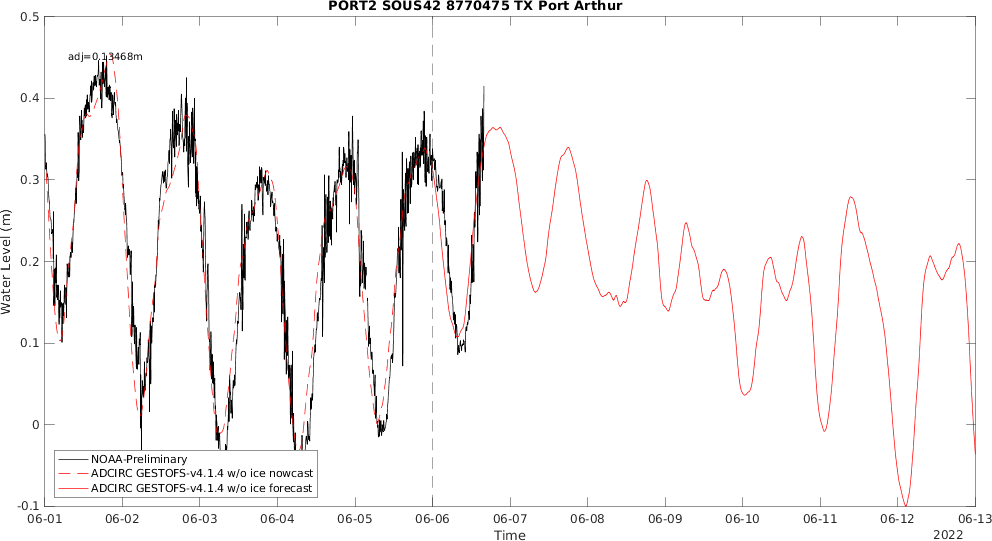 PORT2 SOUS42 8770475 TX Port Arthur
adj=0.13468m
Water Level (m)
0.5
0.4
0.3
0.2
0.1
0
-0.1
NOAA-Preliminary
ADCIRC GESTOFS-v4.1.4 w/o ice nowcast
ADCIRC GESTOFS-v4.1.4 w/o ice forecast
06-01 06-02 06-03 06-04 06-05 06-06 06-07 06-08 06-09 06-10 06-11 06-12 06-13
Time
2022